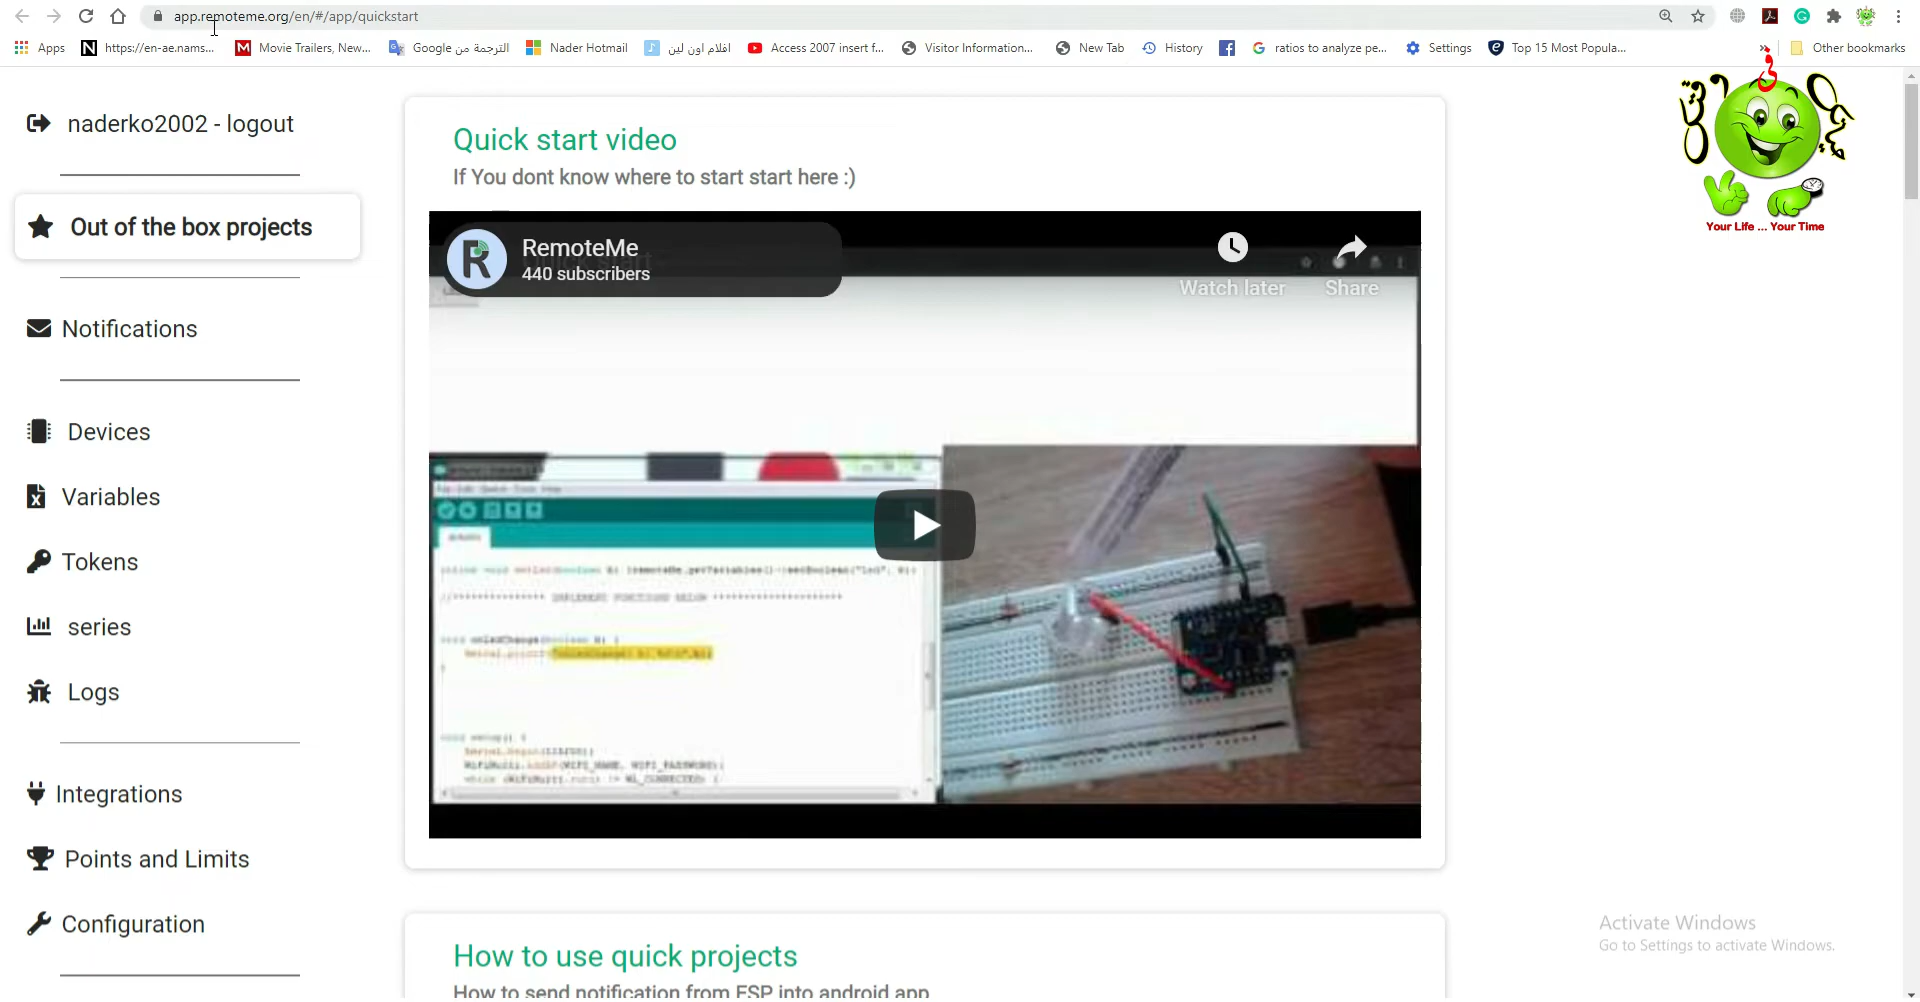 app.remoteme.org/en/#/app/quickstart
Apps
https://en-ae.nams...
Movie Trailers, New...
Google الترجمة من
Nader Hotmail
افلام اون لين
Access 2007 insert f...
Visitor Information...
New Tab
History
ratios to analyze pe...
Settings
Top 15 Most Popula...
Other bookmarks
naderko2002 - logout
Out of the box projects
Notifications
Devices
Variables
Tokens
series
Logs
Integrations
Points and Limits
Configuration
Quick start video
If You dont know where to start start here :)
RemoteMe
440 subscribers
Watch later
Share
How to use quick projects
How to send notification from ESP into android app
Your Life ... Your Time
Activate Windows
Go to Settings to activate Windows.